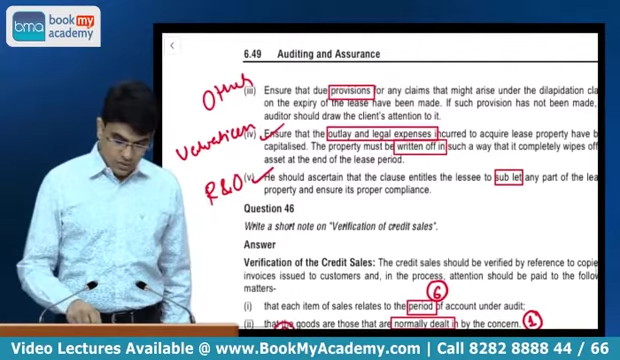 bma book my academy
6.49 Auditing and Assurance
Others
(iii) Ensure that due provisions for any claims that might arise under the dilapidation cla
on the expiry of the lease have been made. If such provision has not been made,
auditor should draw the client's attention to it.
Valuation
(iv) Ensure that the outlay and legal expenses incurred to acquire lease property have b
capitalised. The property must be written off in such a way that it completely wipes off
asset at the end of the lease period.
R&O
(v) He should ascertain that the clause entitles the lessee to sub let any part of the lea
property and ensure its proper compliance.
Question 46
Write a short note on "Verification of credit sales".
Answer
Verification of the Credit Sales: The credit sales should be verified by reference to copie
invoices issued to customers and, in the process, attention should be paid to the follow
matters-
6
(i) that each item of sales relates to the period of account under audit;
(ii) that the goods are those that are normally dealt in by the concern. 1
Video Lectures Available @ www.BookMyAcademy.com Call 8282 8888 44 / 66